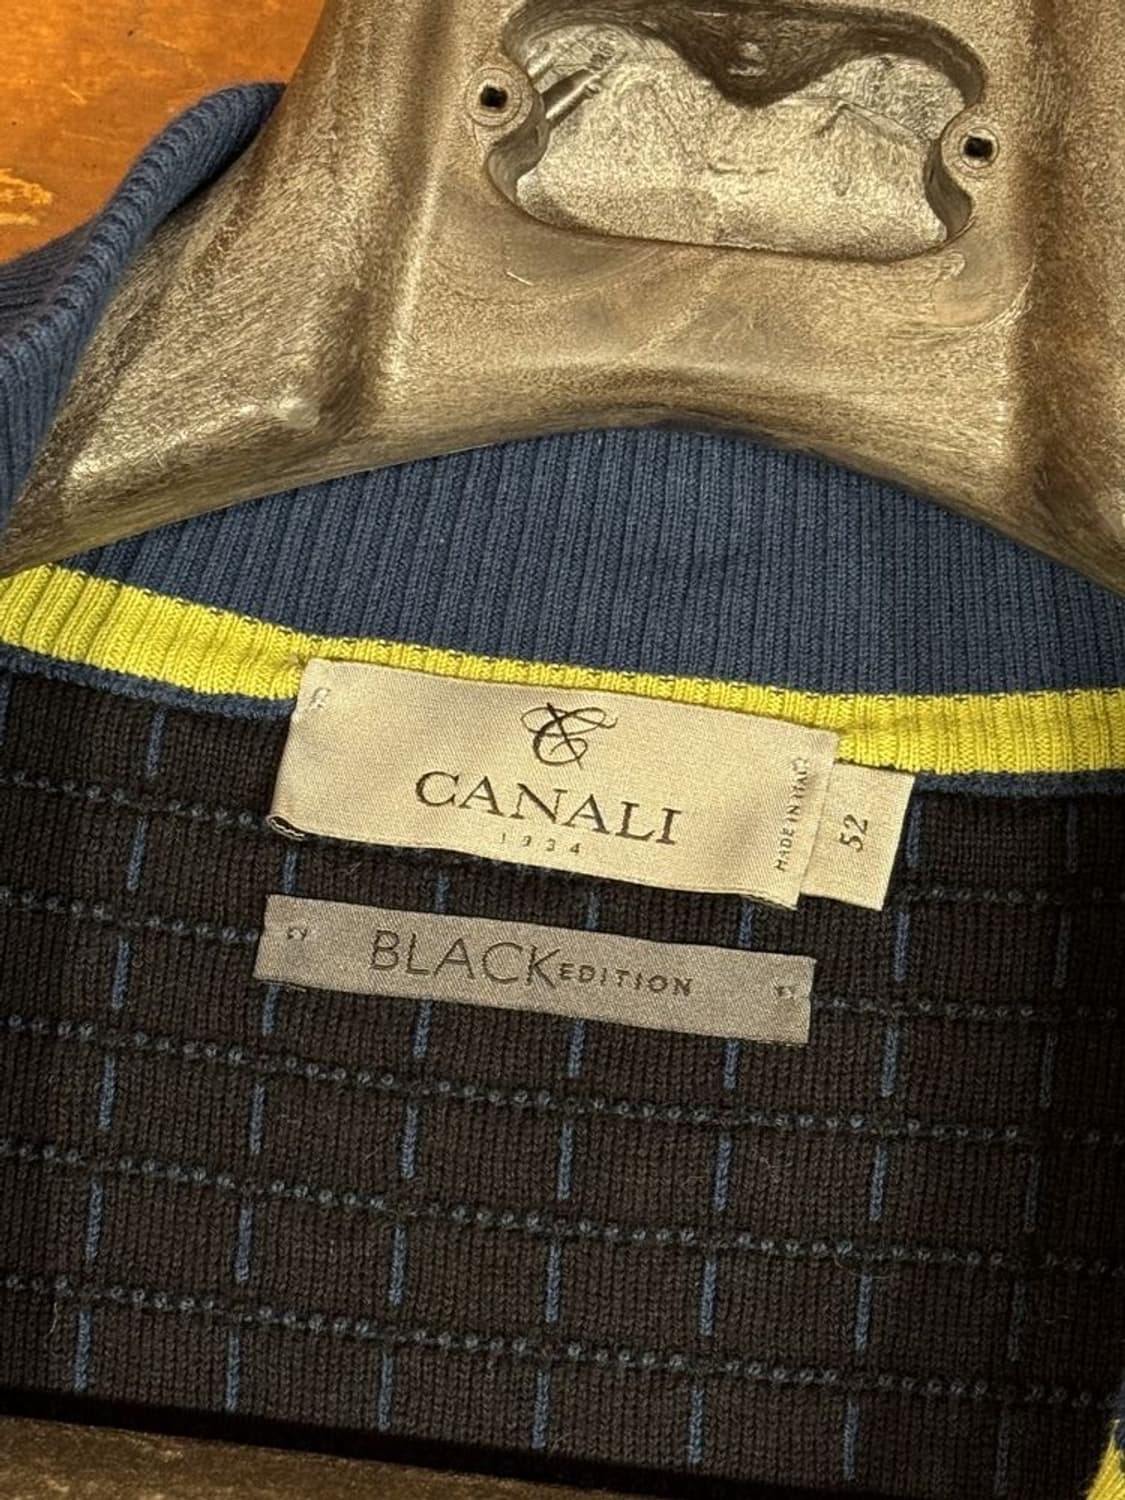 CANALI
1934
MADE IN ITALY
52
BLACK EDITION